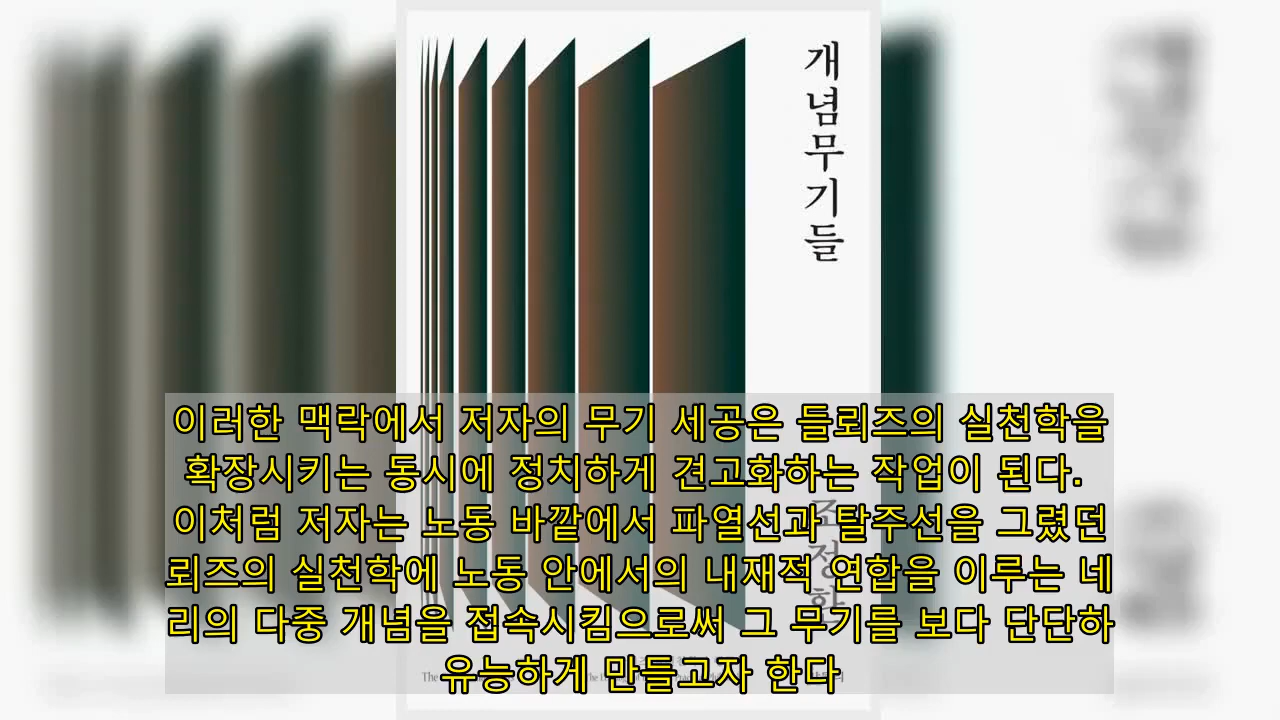 개념무기들
조정환
이러한 맥락에서 저자의 무기 세공은 들뢰즈의 실천학을
확장시키는 동시에 정치하게 견고화하는 작업이 된다.
이처럼 저자는 노동 바깥에서 파열선과 탈주선을 그렸던
뢰즈의 실천학에 노동 안에서의 내재적 연합을 이루는 네
리의 다중 개념을 접속시킴으로써 그 무기를 보다 단단하
유능하게 만들고자 한다